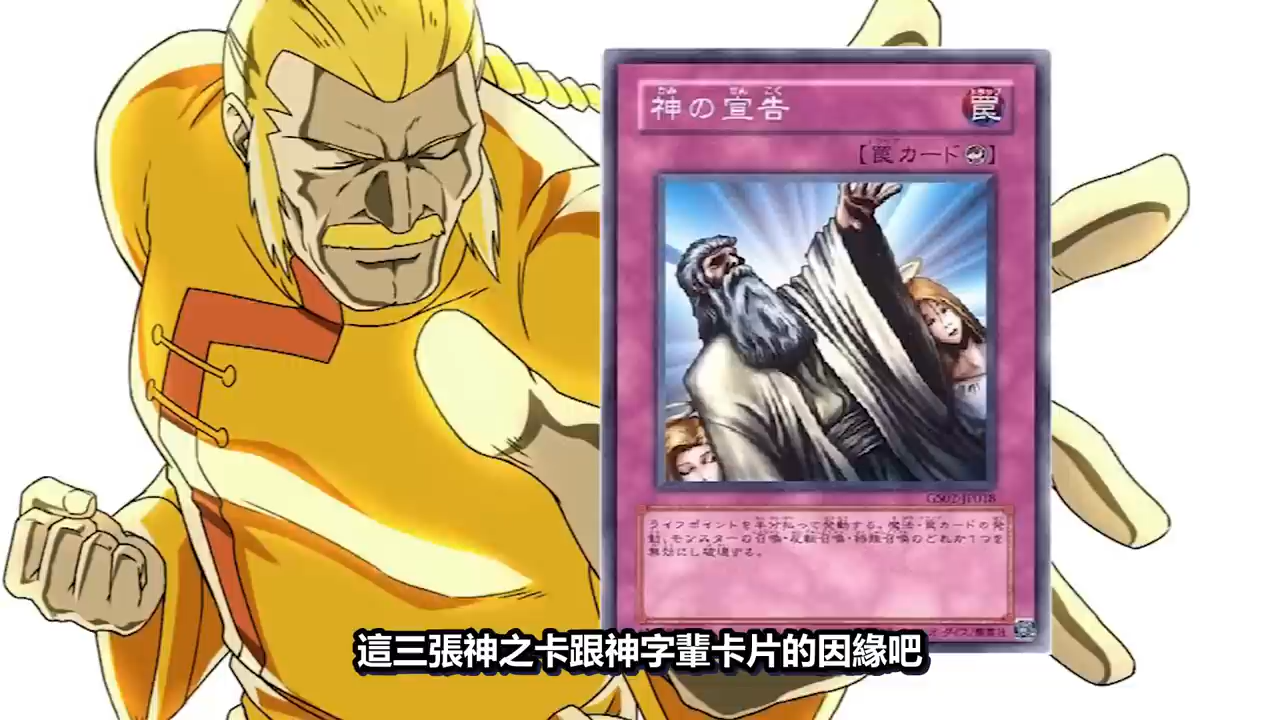 神の宣告
罠
【罠カード】
GS02-JP018
ライフポイントを半分払って発動する。魔法・罠カードの発
動、モンスターの召喚・反転召喚・特殊召喚のどれか1つを
無効にし破壊する。
這三張神之卡跟神字輩卡片的因緣吧